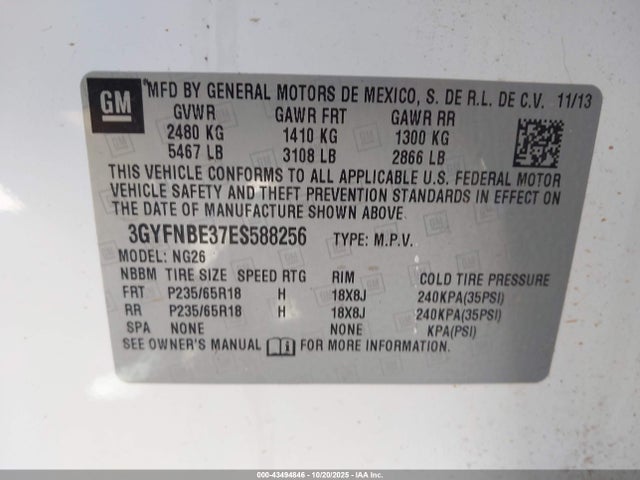 GM
*MFD BY GENERAL MOTORS DE MEXICO, S. DE R.L. DE C.V. 11/13
GVWR GAWR FRT GAWR RR
2480 KG 1410 KG 1300 KG
5467 LB 3108 LB 2866 LB
THIS VEHICLE CONFORMS TO ALL APPLICABLE U.S. FEDERAL MOTOR
VEHICLE SAFETY AND THEFT PREVENTION STANDARDS IN EFFECT ON
THE DATE OF MANUFACTURE SHOWN ABOVE.
3GYFNBE37ES588256 TYPE: M.P.V.
MODEL: NG26
NBBM TIRE SIZE SPEED RTG RIM COLD TIRE PRESSURE
FRT P235/65R18 H 18X8J 240KPA(35PSI)
RR P235/65R18 H 18X8J 240KPA(35PSI)
SPA NONE NONE KPA(PSI)
SEE OWNER'S MANUAL FOR MORE INFORMATION.
000-43494846 | 10/20/2025 | IAA Inc.